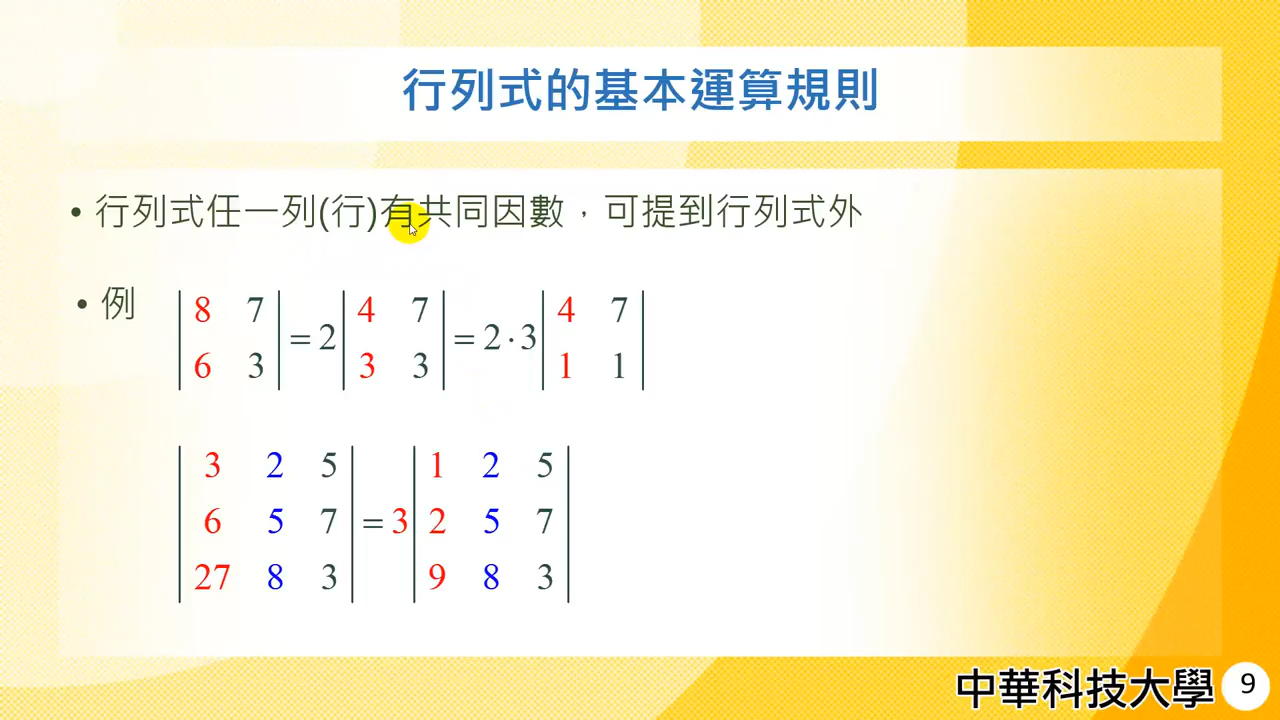 行列式的基本運算規則
• 行列式任一列(行)有共同因數，可提到行列式外
• 例
8 7 = 2 4 7 = 2·3 4 7
6 3 3 3 1 1
3 2 5 1 2 5
6 5 7 = 3 2 5 7
27 8 3 9 8 3
中華科技大學 9